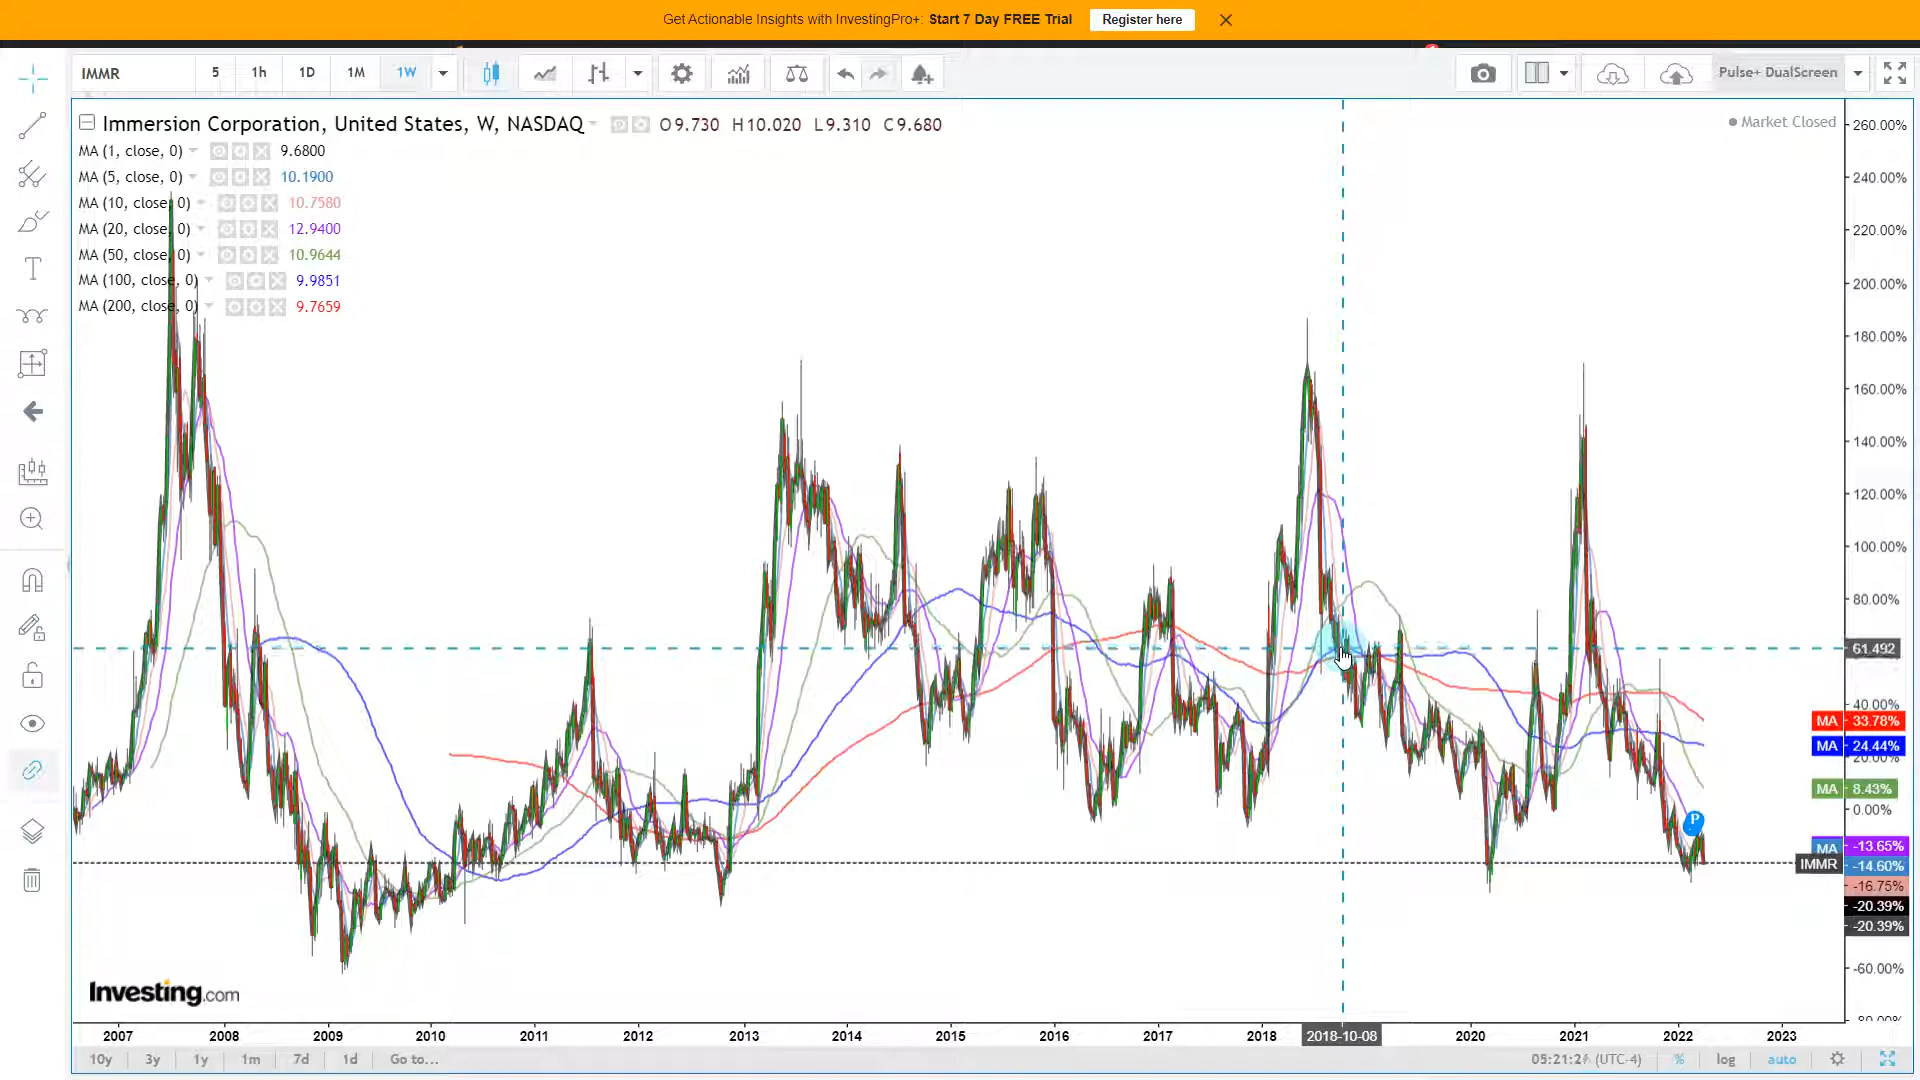 Get Actionable Insights with InvestingPro+: Start 7 Day FREE Trial Register here
IMMR 5 1h 1D 1M 1W Pulse+ DualScreen
Immersion Corporation, United States, W, NASDAQ O9.730 H10.020 L9.310 C9.680
Market Closed
MA (1, close, 0) 9.6800
MA (5, close, 0) 10.1900
MA (10, close, 0) 10.7580
MA (20, close, 0) 12.9400
MA (50, close, 0) 10.9644
MA (100, close, 0) 9.9851
MA (200, close, 0) 9.7659
260.00%
240.00%
220.00%
200.00%
180.00%
160.00%
140.00%
120.00%
100.00%
80.00%
61.492
40.00%
MA 33.78%
MA 24.44%
20.00%
MA 8.43%
0.00%
P
MA -13.65%
IMMR -14.60%
-16.75%
-20.39%
-20.39%
-60.00%
-80.00%
Investing.com
2007 2008 2009 2010 2011 2012 2013 2014 2015 2016 2017 2018 2018-10-08 2020 2021 2022 2023
10y 3y 1y 1m 7d 1d Go to... (UTC-4) % log auto